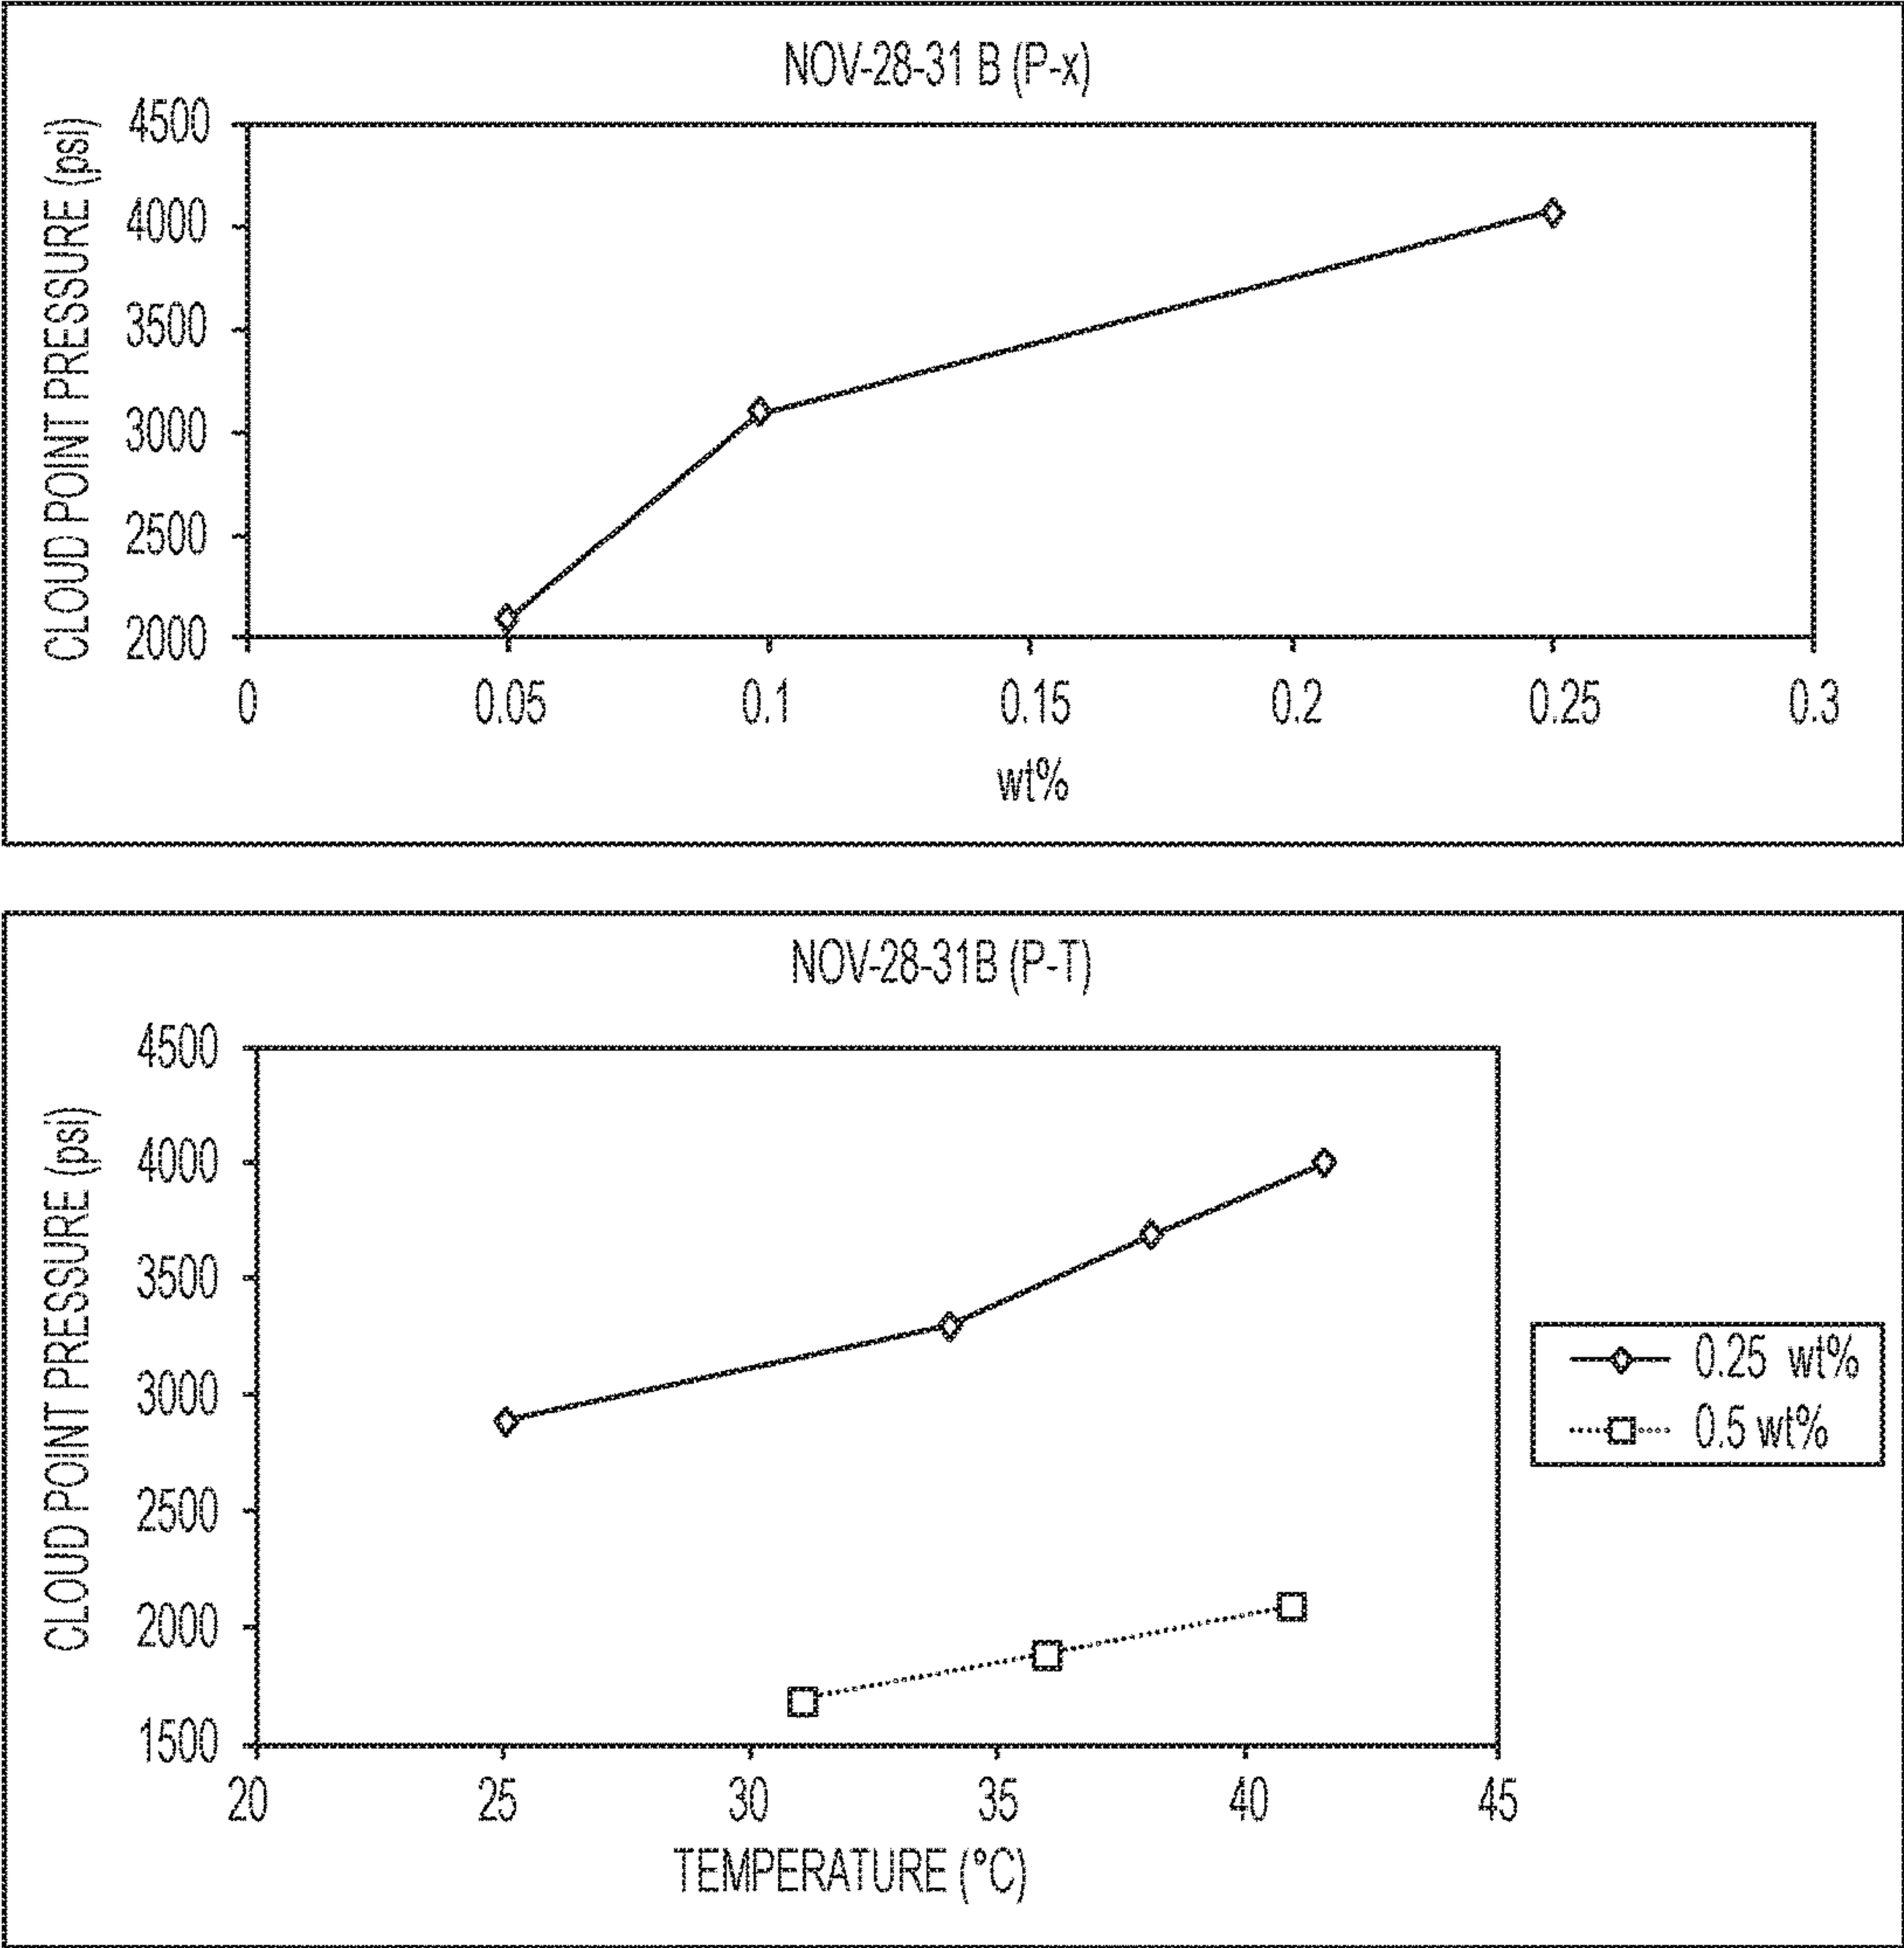 NOV-28-31 B (P-x)
CLOUD POINT PRESSURE (psi)
4500
4000
3500
3000
2500
2000
0 0.05 0.1 0.15 0.2 0.25 0.3
wt%
NOV-28-31B (P-T)
CLOUD POINT PRESSURE (psi)
4500
4000
3500
3000
2500
2000
1500
20 25 30 35 40 45
TEMPERATURE (°C)
0.25 wt%
0.5 wt%